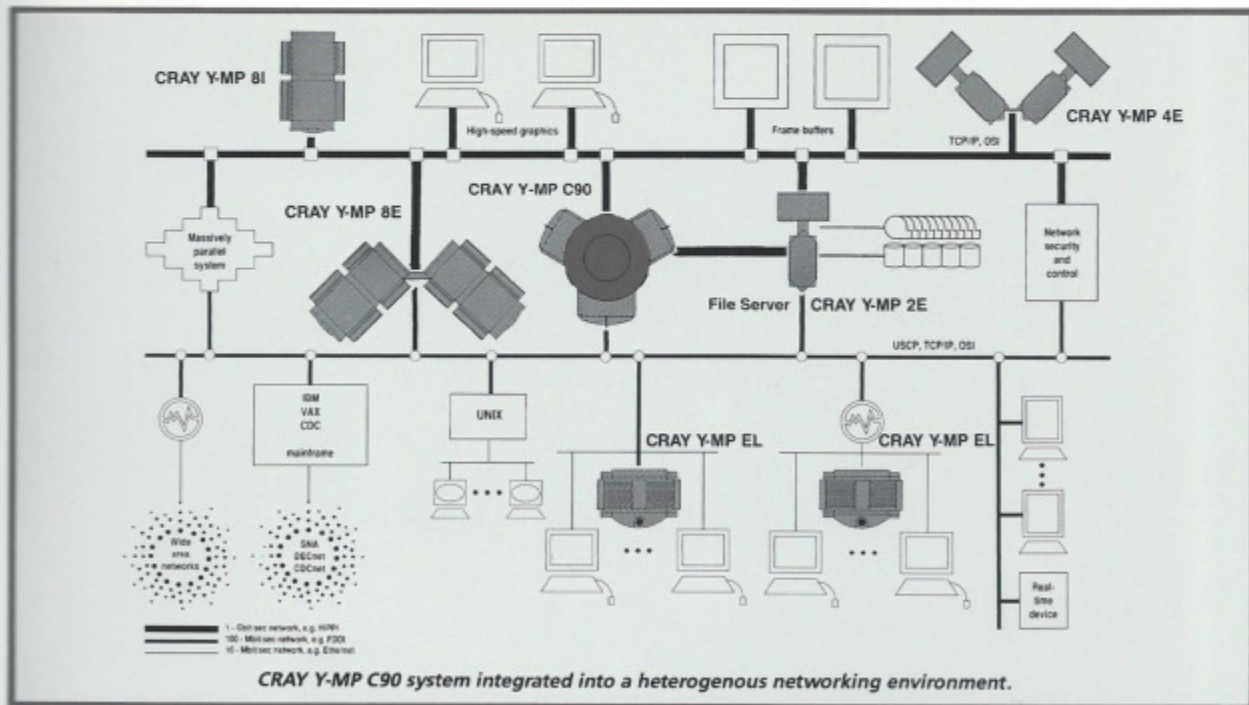 CRAY Y-MP 8I
High-speed graphics
Frame buffers
CRAY Y-MP 4E
TCP/IP, OSI
CRAY Y-MP 8E
CRAY Y-MP C90
Massively
parallel
system
Network
security
and
control
File Server
CRAY Y-MP 2E
USCP, TCP/IP, OSI
IBM
VAX
CDC
mainframe
UNIX
CRAY Y-MP EL
CRAY Y-MP EL
Wide
area
networks
SNA
DECnet
CDCnet
Real-
time
device
1 - Gbit/sec network, e.g. HPPI
100 - Mbit/sec network, e.g. FDDI
10 - Mbit/sec network, e.g. Ethernet
CRAY Y-MP C90 system integrated into a heterogenous networking environment.